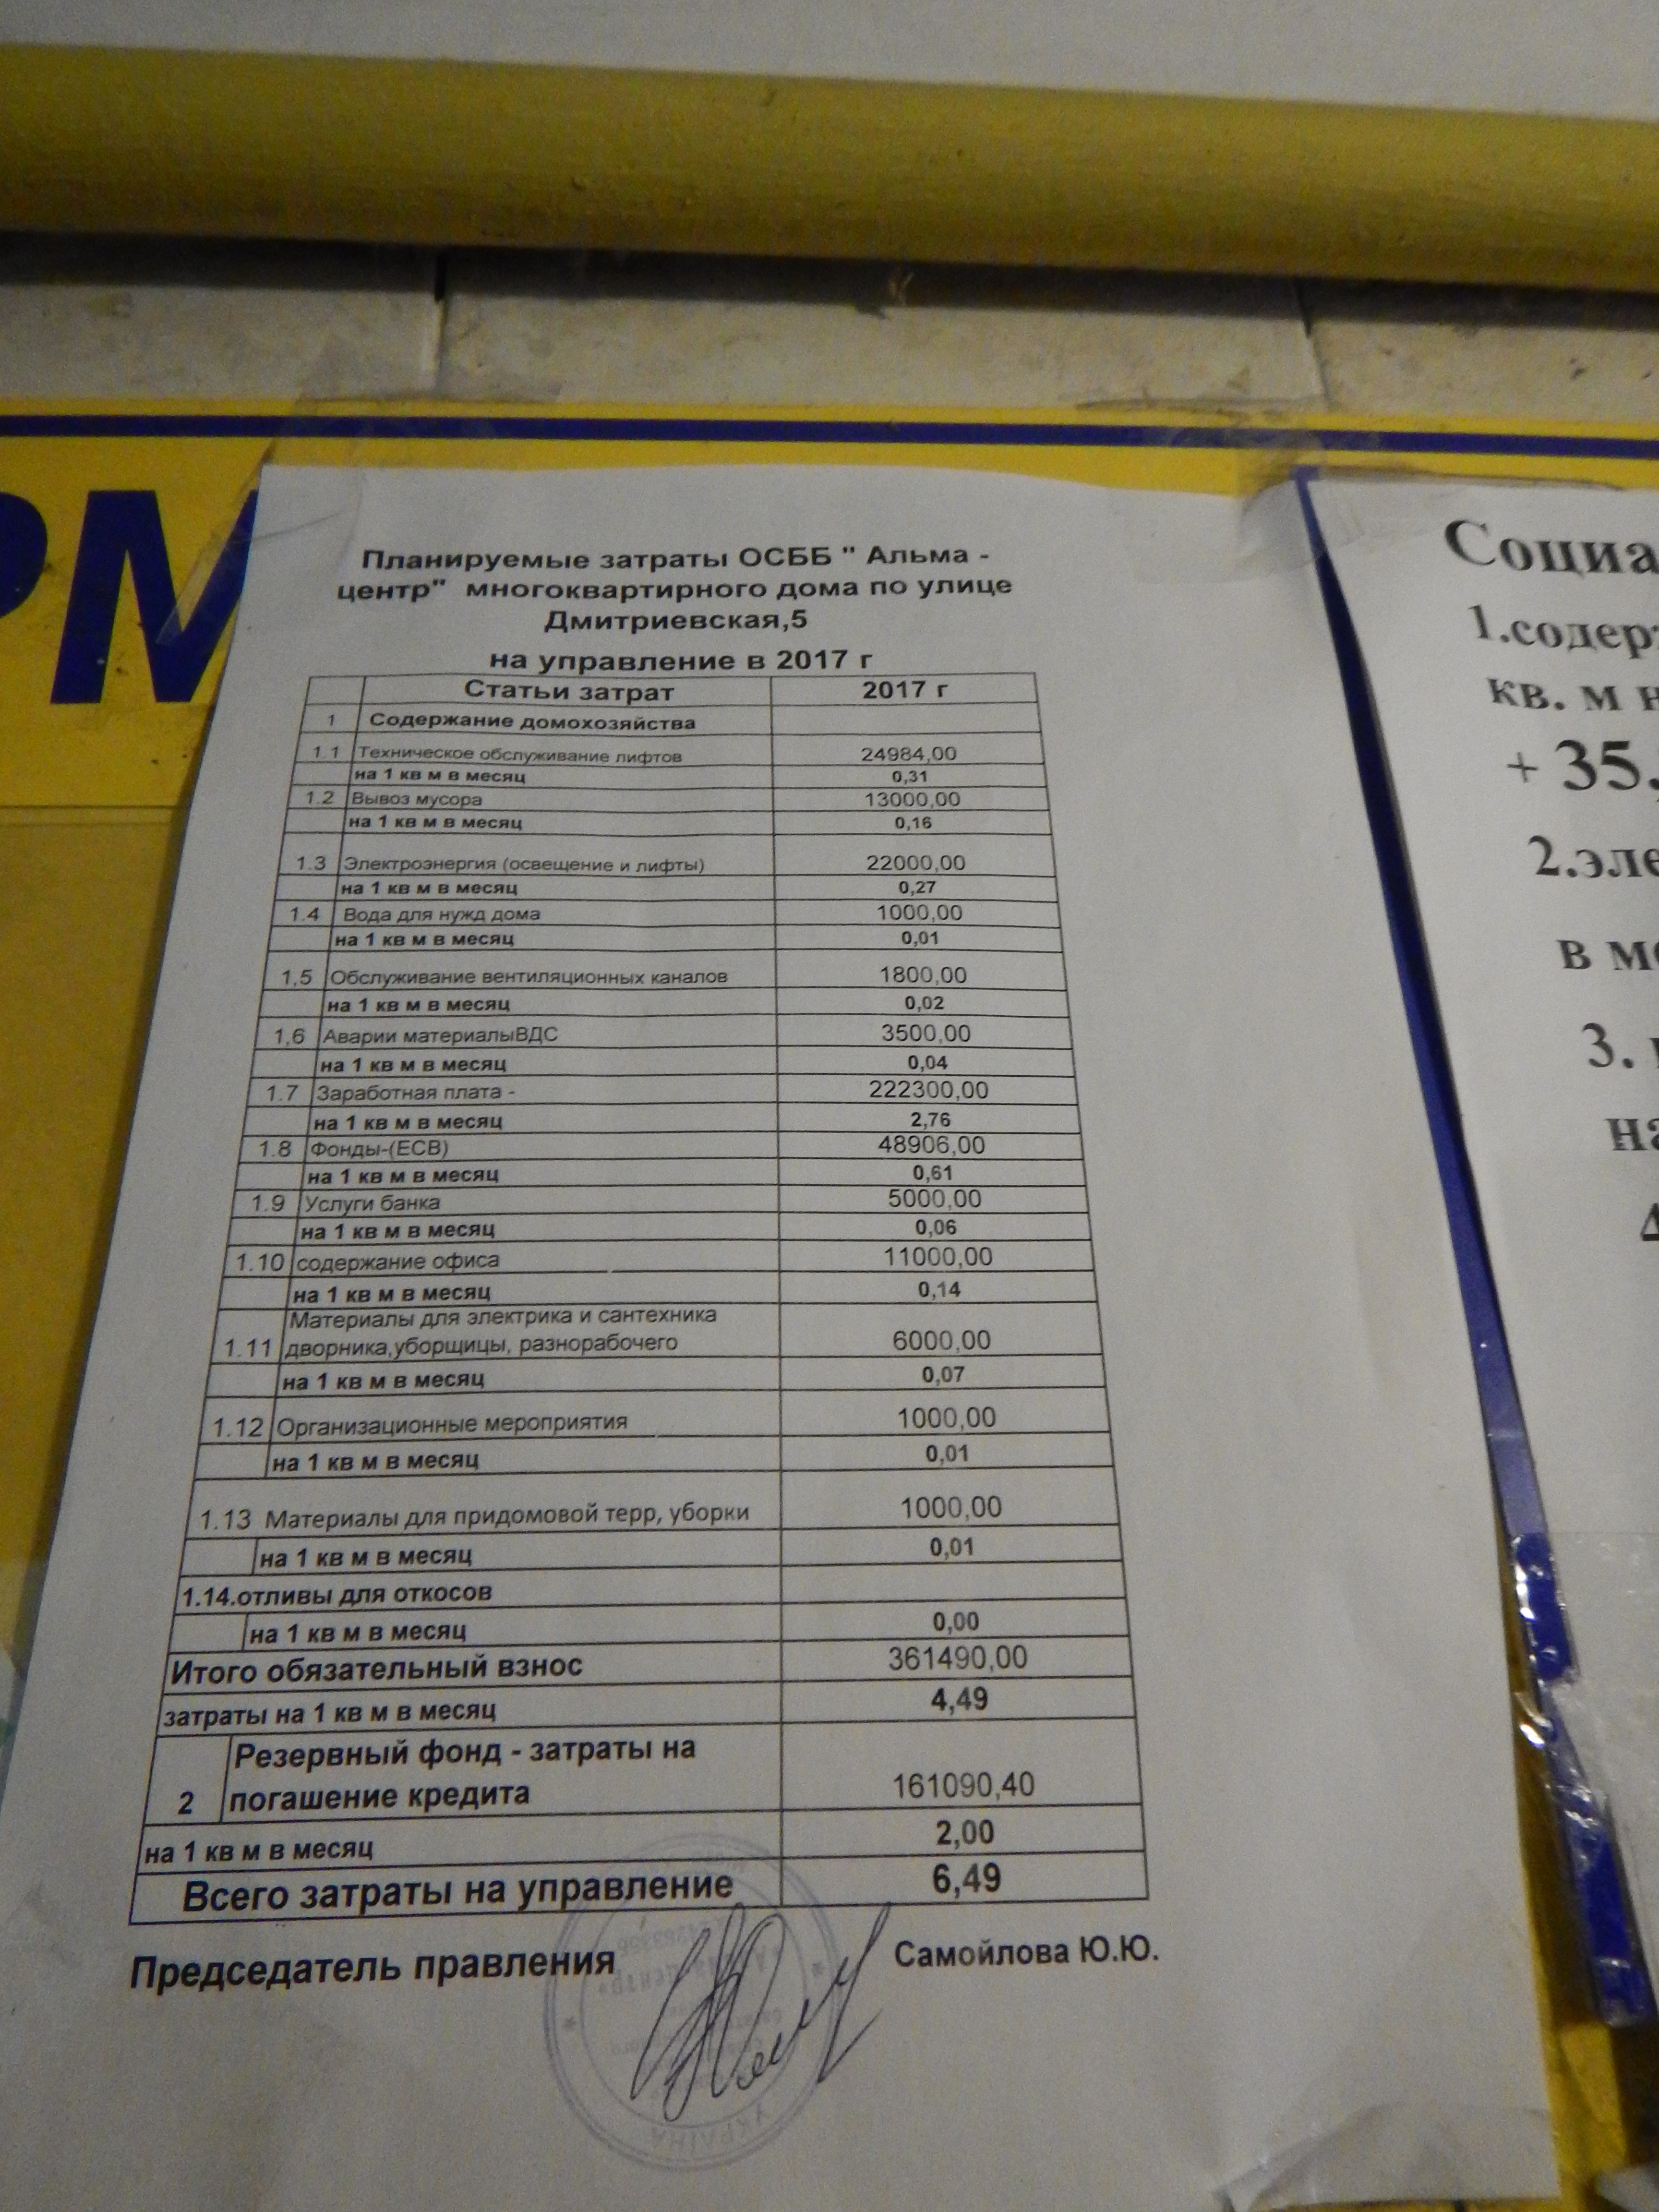 РМ
Планируемые затраты ОСББ " Альма -
центр" многоквартирного дома по улице
Дмитриевская,5
на управление в 2017 г
Статьи затрат 2017 г
1 Содержание домохозяйства
1.1 Техническое обслуживание лифтов 24984,00
на 1 кв м в месяц 0,31
1.2 Вывоз мусора 13000,00
на 1 кв м в месяц 0,16
1.3 Электроэнергия (освещение и лифты) 22000,00
на 1 кв м в месяц 0,27
1.4 Вода для нужд дома 1000,00
на 1 кв м в месяц 0,01
1,5 Обслуживание вентиляционных каналов 1800,00
на 1 кв м в месяц 0,02
1,6 Аварии материалыВДС 3500,00
на 1 кв м в месяц 0,04
1.7 Заработная плата - 222300,00
на 1 кв м в месяц 2,76
1.8 Фонды-(ЕСВ) 48906,00
на 1 кв м в месяц 0,61
1.9 Услуги банка 5000,00
на 1 кв м в месяц 0,06
1.10 содержание офиса 11000,00
на 1 кв м в месяц 0,14
Материалы для электрика и сантехника
1.11 дворника,уборщицы, разнорабочего 6000,00
на 1 кв м в месяц 0,07
1.12 Организационные мероприятия 1000,00
на 1 кв м в месяц 0,01
1.13 Материалы для придомовой терр, уборки 1000,00
на 1 кв м в месяц 0,01
1.14.отливы для откосов
на 1 кв м в месяц 0,00
Итого обязательный взнос 361490,00
затраты на 1 кв м в месяц 4,49
Резервный фонд - затраты на
2 погашение кредита 161090,40
на 1 кв м в месяц 2,00
Всего затраты на управление 6,49
Председатель правления Самойлова Ю.Ю.
УКРАЇНА
Социа
1.содер
кв. м н
+ 35.
2.эле
в м
3.
на